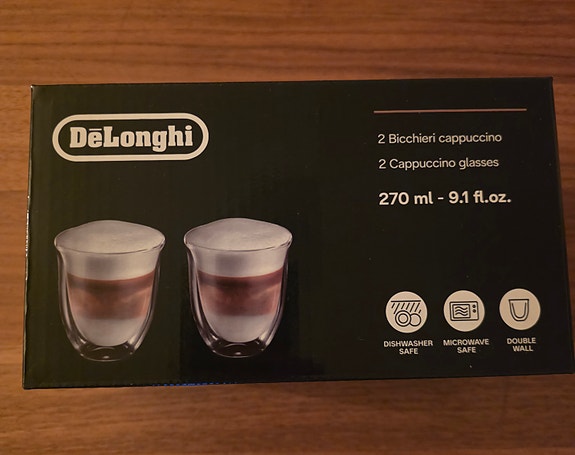 DēLonghi
2 Bicchieri cappuccino
2 Cappuccino glasses
270 ml - 9.1 fl.oz.
DISHWASHER
SAFE
MICROWAVE
SAFE
DOUBLE
WALL